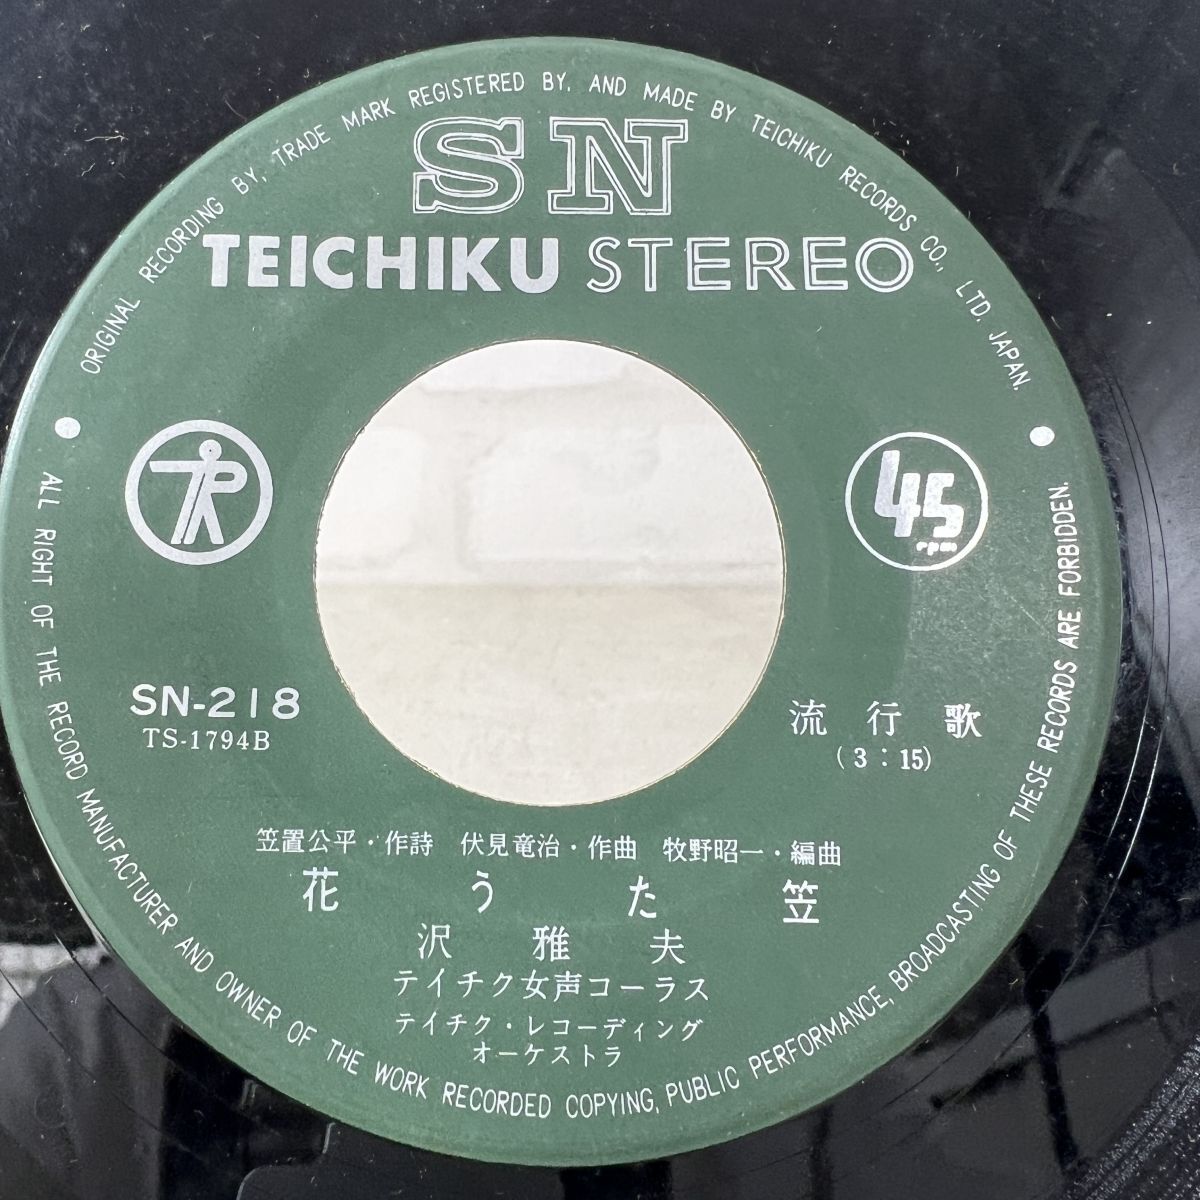 ORIGINAL RECORDING BY, TRADE MARK REGISTERED BY, AND MADE BY TEICHIKU RECORDS CO., LTD. JAPAN.
SN
TEICHIKU STEREO
TR
45
rpm
SN-218
TS-1794B
流行歌
(3:15)
笠置公平・作詩 伏見竜治・作曲 牧野昭一・編曲
花うた笠
沢雅夫
テイチク女声コーラス
テイチク・レコーディング
オーケストラ
ALL RIGHT OF THE RECORD MANUFACTURER AND OWNER OF THE WORK RECORDED COPYING, PUBLIC PERFORMANCE, BROADCASTING OF THESE RECORDS ARE FORBIDDEN.